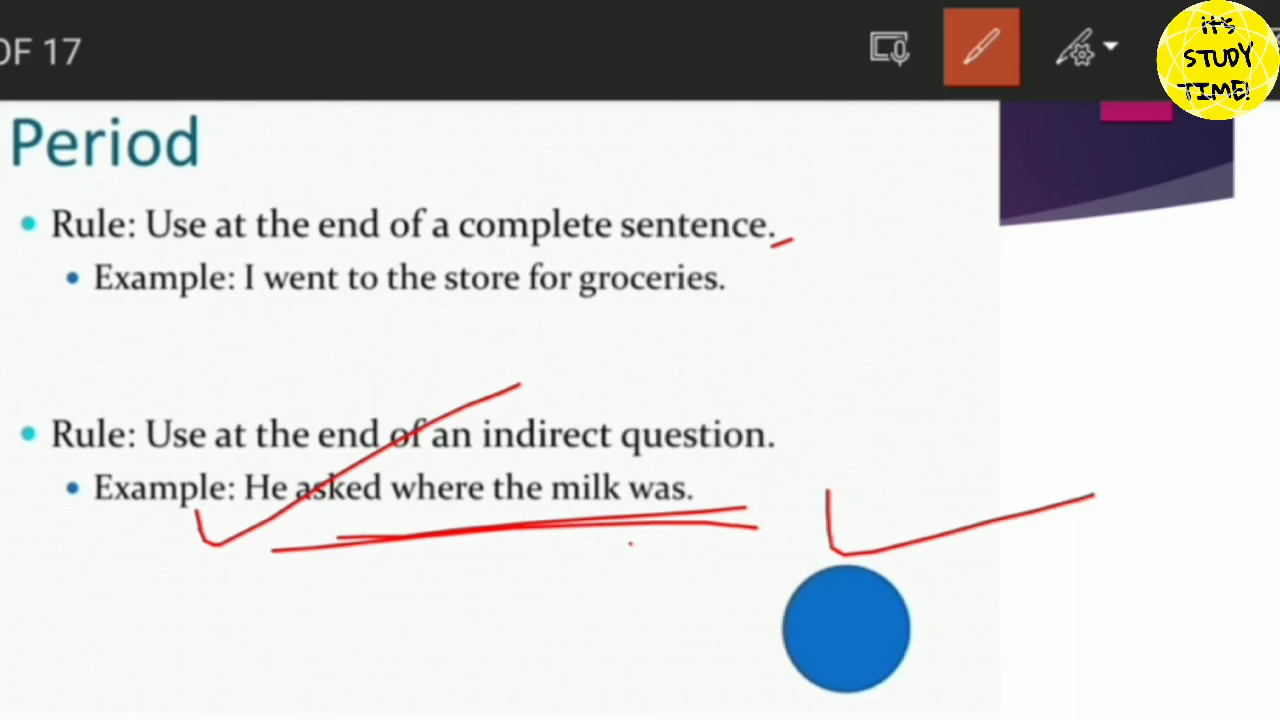 OF 17
it's
STUDY
TIME!
Period
Rule: Use at the end of a complete sentence.
Example: I went to the store for groceries.
Rule: Use at the end of an indirect question.
Example: He asked where the milk was.